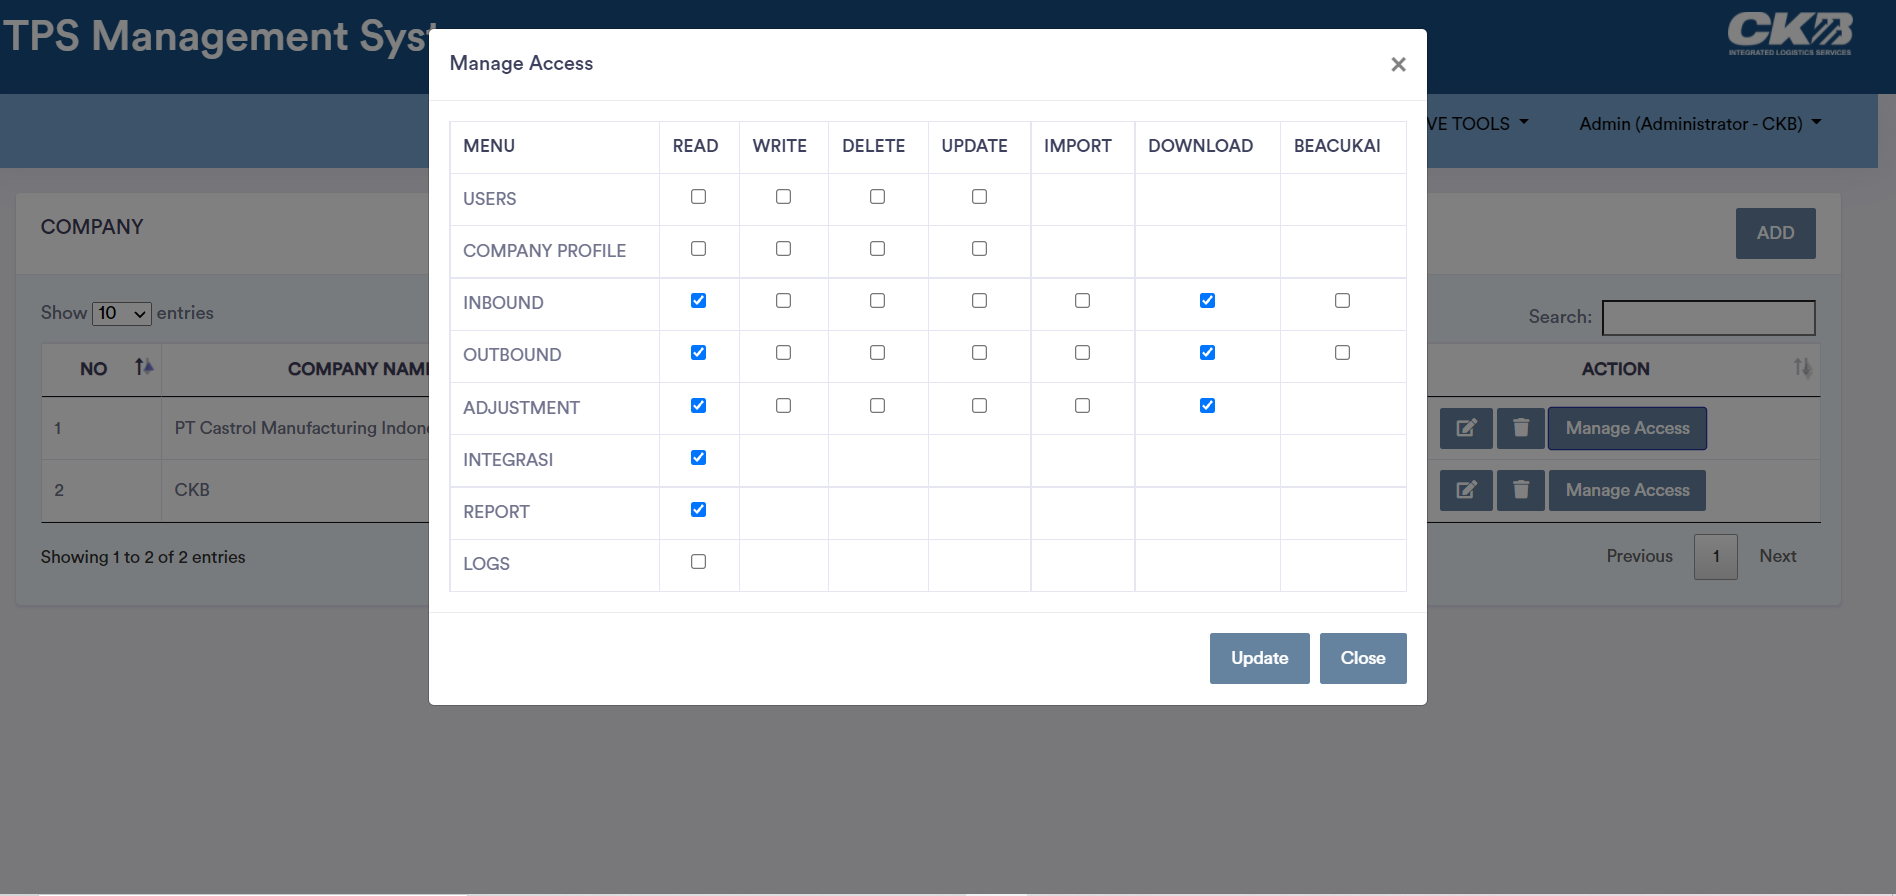 TPS Management Syst
CKB
INTEGRATED LOGISTICS SERVICES
VE TOOLS
Admin (Administrator - CKB)
Manage Access
×
MENU READ WRITE DELETE UPDATE IMPORT DOWNLOAD BEACUKAI
USERS
COMPANY PROFILE
INBOUND
OUTBOUND
ADJUSTMENT
INTEGRASI
REPORT
LOGS
Update Close
COMPANY
ADD
Show 10 entries
Search:
NO COMPANY NAM ACTION
1 PT Castrol Manufacturing Indon Manage Access
2 CKB Manage Access
Showing 1 to 2 of 2 entries
Previous 1 Next